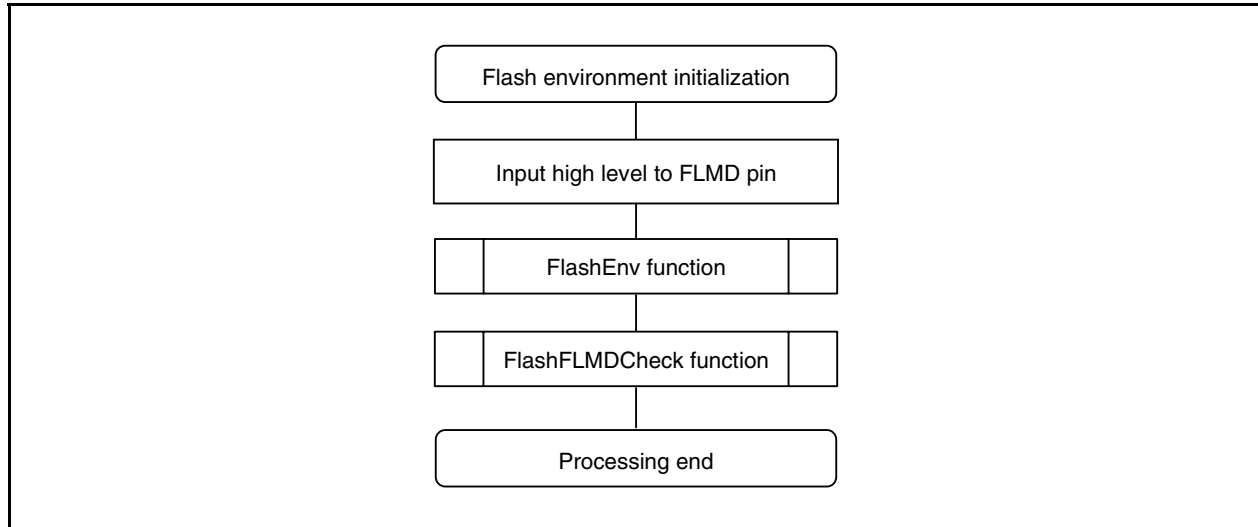 Flash environment initialization
Input high level to FLMD pin
FlashEnv function
FlashFLMDCheck function
Processing end